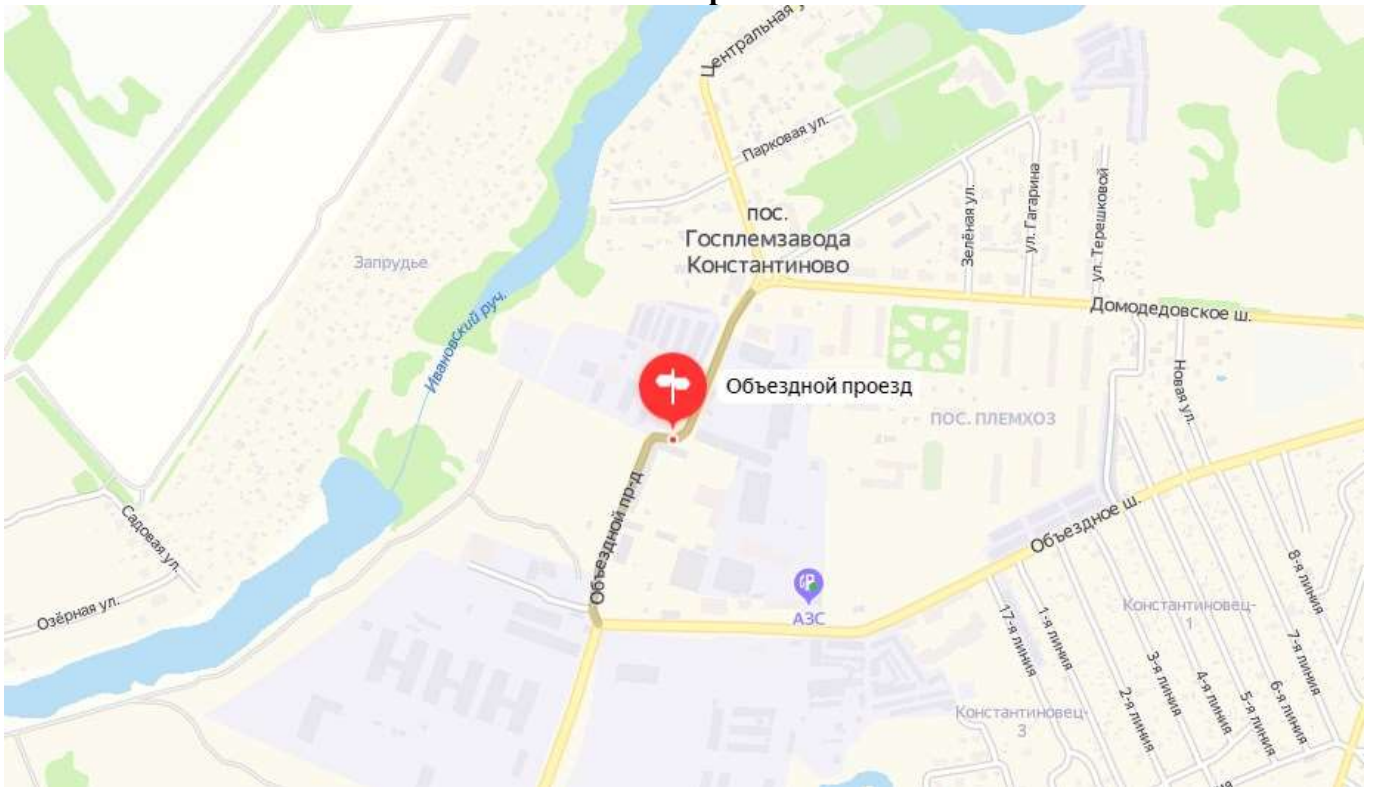 Центральная у
Парковая ул.
пос.
Госплемзавода
Константиново
Зелёная ул.
ул. Гагарина
ул. Терешковой
Запрудье
Ивановский руч.
Домодедовское ш.
Новая ул.
Объездной проезд
ПОС. ПЛЕМХОЗ
Объездной пр-д
Садовая ул.
Озёрная ул.
Объездное ш.
АЗС
8-я линия
Константиновец-
1
17-я линия
1-я линия
7-я линия
3-я линия
4-я линия
2-я линия
5-я линия
6-я линия
Константиновец-
3